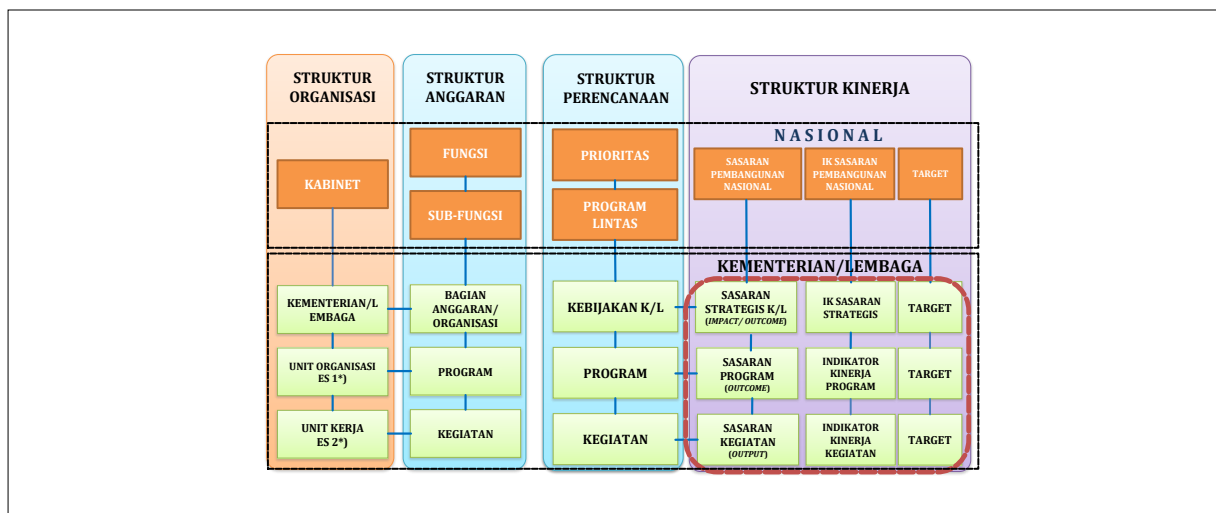 STRUKTUR
ORGANISASI
STRUKTUR
ANGGARAN
STRUKTUR
PERENCANAAN
STRUKTUR KINERJA
N A S I O N A L
KABINET
FUNGSI
SUB-FUNGSI
PRIORITAS
PROGRAM
LINTAS
SASARAN
PEMBANGUNAN
NASIONAL
IK SASARAN
PEMBANGUNAN
NASIONAL
TARGET
KEMENTERIAN/LEMBAGA
KEMENTERIAN/L
EMBAGA
BAGIAN
ANGGARAN/
ORGANISASI
KEBIJAKAN K/L
SASARAN
STRATEGIS K/L
(IMPACT/ OUTCOME)
IK SASARAN
STRATEGIS
TARGET
UNIT ORGANISASI
ES 1*)
PROGRAM
PROGRAM
SASARAN
PROGRAM
(OUTCOME)
INDIKATOR
KINERJA
PROGRAM
TARGET
UNIT KERJA
ES 2*)
KEGIATAN
KEGIATAN
SASARAN
KEGIATAN
(OUTPUT)
INDIKATOR
KINERJA
KEGIATAN
TARGET